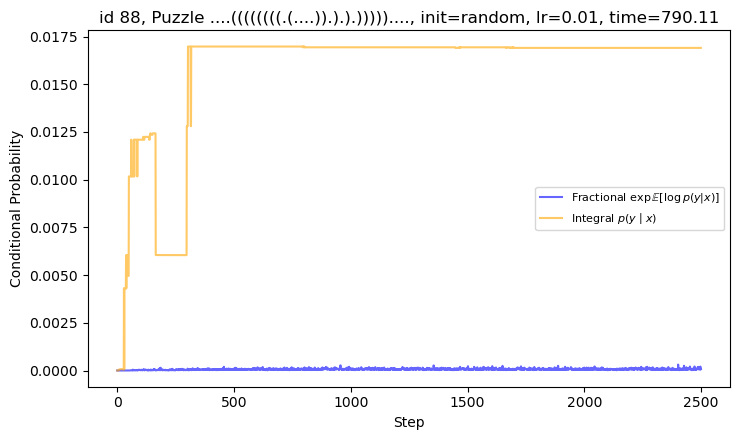 id 88, Puzzle ....((((((((.(....)).).).)))))...., init=random, lr=0.01, time=790.11
Conditional Probability
0.0175
0.0150
0.0125
0.0100
0.0075
0.0050
0.0025
0.0000
Fractional exp𝔼[log p(y|x)]
Integral p(y | x)
0 500 1000 1500 2000 2500
Step